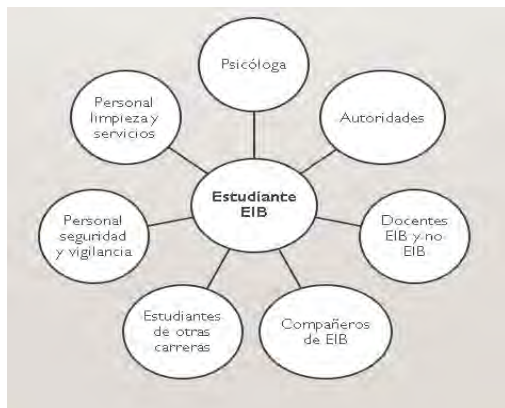 Psicóloga
Autoridades
Docentes
EIB y no
EIB
Compañeros
de EIB
Estudiantes
de otras
carreras
Personal
seguridad
y vigilancia
Personal
limpieza y
servicios
Estudiante
EIB